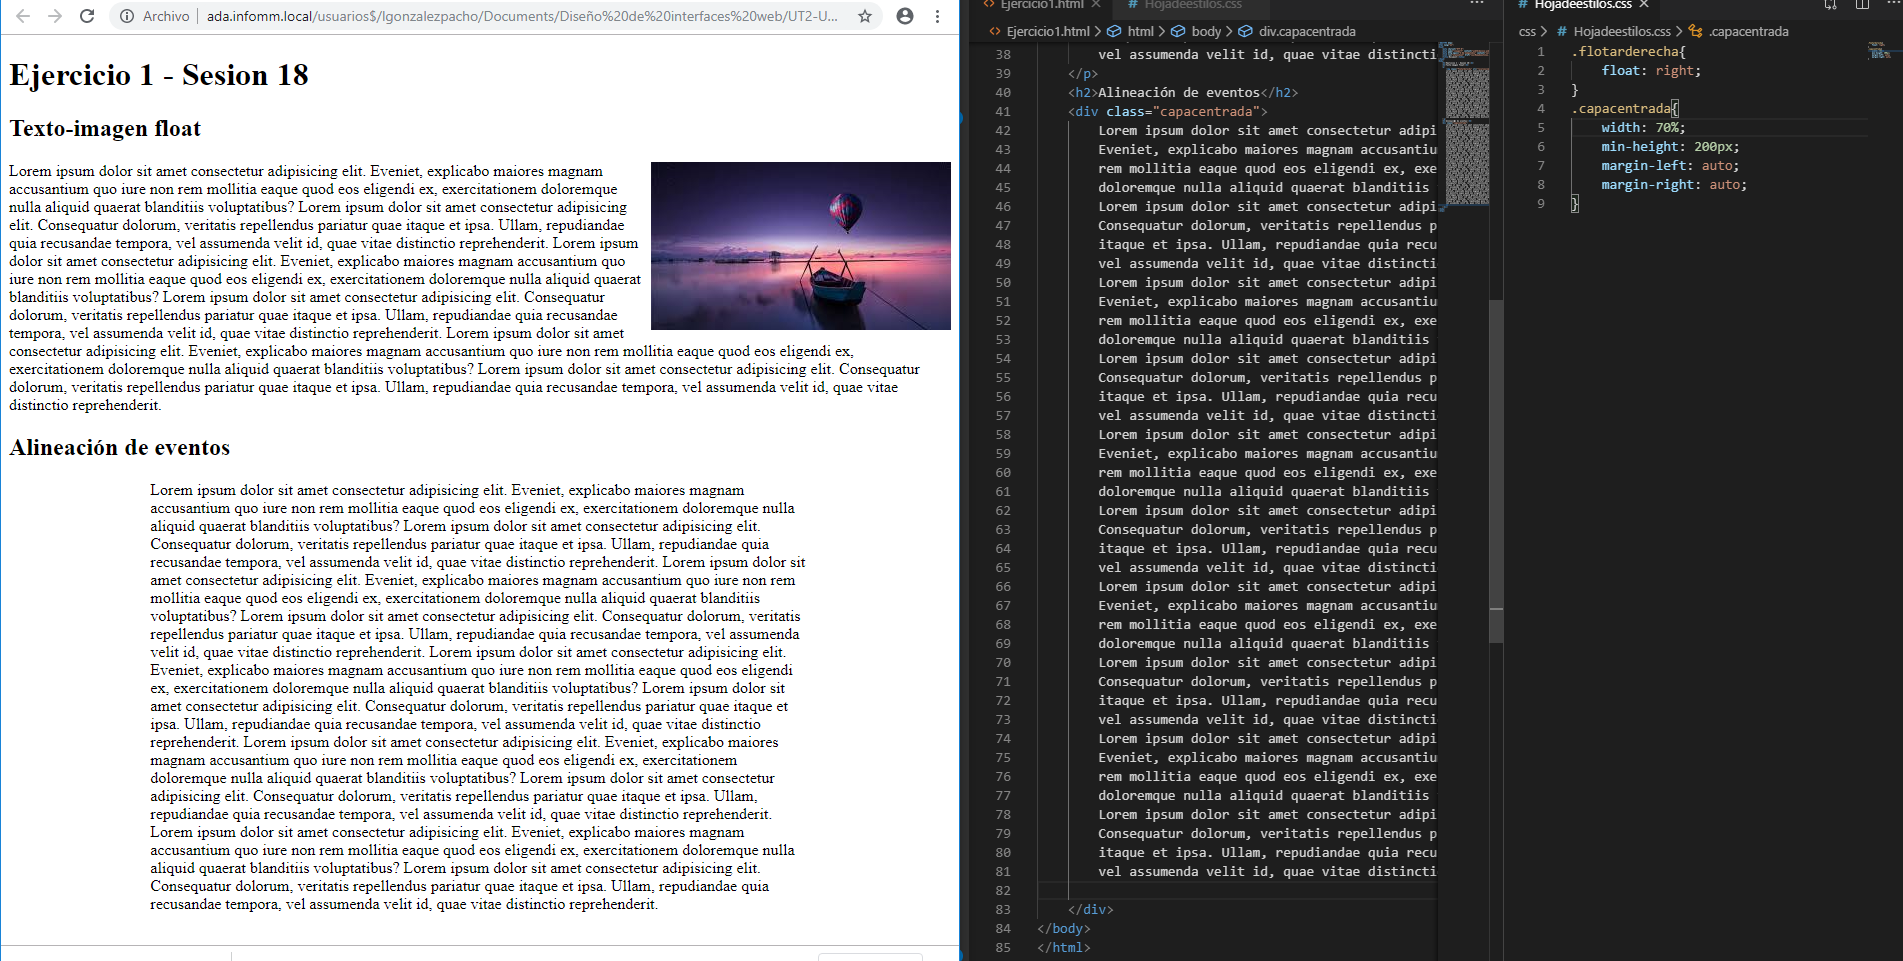 Archivo | ada.infomm.local/usuarios$/lgonzalezpacho/Documents/Diseño%20de%20interfaces%20web/UT2-U...
Ejercicio 1 - Sesion 18
Texto-imagen float
Lorem ipsum dolor sit amet consectetur adipisicing elit. Eveniet, explicabo maiores magnam
accusantium quo iure non rem mollitia eaque quod eos eligendi ex, exercitationem doloremque
nulla aliquid quaerat blanditiis voluptatibus? Lorem ipsum dolor sit amet consectetur adipisicing
elit. Consequatur dolorum, veritatis repellendus pariatur quae itaque et ipsa. Ullam, repudiandae
quia recusandae tempora, vel assumenda velit id, quae vitae distinctio reprehenderit. Lorem ipsum
dolor sit amet consectetur adipisicing elit. Eveniet, explicabo maiores magnam accusantium quo
iure non rem mollitia eaque quod eos eligendi ex, exercitationem doloremque nulla aliquid quaerat
blanditiis voluptatibus? Lorem ipsum dolor sit amet consectetur adipisicing elit. Consequatur
dolorum, veritatis repellendus pariatur quae itaque et ipsa. Ullam, repudiandae quia recusandae
tempora, vel assumenda velit id, quae vitae distinctio reprehenderit. Lorem ipsum dolor sit amet
consectetur adipisicing elit. Eveniet, explicabo maiores magnam accusantium quo iure non rem mollitia eaque quod eos eligendi ex,
exercitationem doloremque nulla aliquid quaerat blanditiis voluptatibus? Lorem ipsum dolor sit amet consectetur adipisicing elit. Consequatur
dolorum, veritatis repellendus pariatur quae itaque et ipsa. Ullam, repudiandae quia recusandae tempora, vel assumenda velit id, quae vitae
distinctio reprehenderit.
Alineación de eventos
Lorem ipsum dolor sit amet consectetur adipisicing elit. Eveniet, explicabo maiores magnam
accusantium quo iure non rem mollitia eaque quod eos eligendi ex, exercitationem doloremque nulla
aliquid quaerat blanditiis voluptatibus? Lorem ipsum dolor sit amet consectetur adipisicing elit.
Consequatur dolorum, veritatis repellendus pariatur quae itaque et ipsa. Ullam, repudiandae quia
recusandae tempora, vel assumenda velit id, quae vitae distinctio reprehenderit. Lorem ipsum dolor sit
amet consectetur adipisicing elit. Eveniet, explicabo maiores magnam accusantium quo iure non rem
mollitia eaque quod eos eligendi ex, exercitationem doloremque nulla aliquid quaerat blanditiis
voluptatibus? Lorem ipsum dolor sit amet consectetur adipisicing elit. Consequatur dolorum, veritatis
repellendus pariatur quae itaque et ipsa. Ullam, repudiandae quia recusandae tempora, vel assumenda
velit id, quae vitae distinctio reprehenderit. Lorem ipsum dolor sit amet consectetur adipisicing elit.
Eveniet, explicabo maiores magnam accusantium quo iure non rem mollitia eaque quod eos eligendi
ex, exercitationem doloremque nulla aliquid quaerat blanditiis voluptatibus? Lorem ipsum dolor sit
amet consectetur adipisicing elit. Consequatur dolorum, veritatis repellendus pariatur quae itaque et
ipsa. Ullam, repudiandae quia recusandae tempora, vel assumenda velit id, quae vitae distinctio
reprehenderit. Lorem ipsum dolor sit amet consectetur adipisicing elit. Eveniet, explicabo maiores
magnam accusantium quo iure non rem mollitia eaque quod eos eligendi ex, exercitationem
doloremque nulla aliquid quaerat blanditiis voluptatibus? Lorem ipsum dolor sit amet consectetur
adipisicing elit. Consequatur dolorum, veritatis repellendus pariatur quae itaque et ipsa. Ullam,
repudiandae quia recusandae tempora, vel assumenda velit id, quae vitae distinctio reprehenderit.
Lorem ipsum dolor sit amet consectetur adipisicing elit. Eveniet, explicabo maiores magnam
accusantium quo iure non rem mollitia eaque quod eos eligendi ex, exercitationem doloremque nulla
aliquid quaerat blanditiis voluptatibus? Lorem ipsum dolor sit amet consectetur adipisicing elit.
Consequatur dolorum, veritatis repellendus pariatur quae itaque et ipsa. Ullam, repudiandae quia
recusandae tempora, vel assumenda velit id, quae vitae distinctio reprehenderit.
Ejercicio1.html # Hojadeestilos.css
Ejercicio1.html > html > body > div.capacentrada
38 vel assumenda velit id, quae vitae distincti
39 </p>
40 <h2>Alineación de eventos</h2>
41 <div class="capacentrada">
42 Lorem ipsum dolor sit amet consectetur adipi
43 Eveniet, explicabo maiores magnam accusantiu
44 rem mollitia eaque quod eos eligendi ex, exe
45 doloremque nulla aliquid quaerat blanditiis
46 Lorem ipsum dolor sit amet consectetur adipi
47 Consequatur dolorum, veritatis repellendus p
48 itaque et ipsa. Ullam, repudiandae quia recu
49 vel assumenda velit id, quae vitae distincti
50 Lorem ipsum dolor sit amet consectetur adipi
51 Eveniet, explicabo maiores magnam accusantiu
52 rem mollitia eaque quod eos eligendi ex, exe
53 doloremque nulla aliquid quaerat blanditiis
54 Lorem ipsum dolor sit amet consectetur adipi
55 Consequatur dolorum, veritatis repellendus p
56 itaque et ipsa. Ullam, repudiandae quia recu
57 vel assumenda velit id, quae vitae distincti
58 Lorem ipsum dolor sit amet consectetur adipi
59 Eveniet, explicabo maiores magnam accusantiu
60 rem mollitia eaque quod eos eligendi ex, exe
61 doloremque nulla aliquid quaerat blanditiis
62 Lorem ipsum dolor sit amet consectetur adipi
63 Consequatur dolorum, veritatis repellendus p
64 itaque et ipsa. Ullam, repudiandae quia recu
65 vel assumenda velit id, quae vitae distincti
66 Lorem ipsum dolor sit amet consectetur adipi
67 Eveniet, explicabo maiores magnam accusantiu
68 rem mollitia eaque quod eos eligendi ex, exe
69 doloremque nulla aliquid quaerat blanditiis
70 Lorem ipsum dolor sit amet consectetur adipi
71 Consequatur dolorum, veritatis repellendus p
72 itaque et ipsa. Ullam, repudiandae quia recu
73 vel assumenda velit id, quae vitae distincti
74 Lorem ipsum dolor sit amet consectetur adipi
75 Eveniet, explicabo maiores magnam accusantiu
76 rem mollitia eaque quod eos eligendi ex, exe
77 doloremque nulla aliquid quaerat blanditiis
78 Lorem ipsum dolor sit amet consectetur adipi
79 Consequatur dolorum, veritatis repellendus p
80 itaque et ipsa. Ullam, repudiandae quia recu
81 vel assumenda velit id, quae vitae distincti
82
83 </div>
84 </body>
85 </html>
# Hojadeestilos.css
css > # Hojadeestilos.css > .capacentrada
1 .flotarderecha{
2 float: right;
3 }
4 .capacentrada{
5 width: 70%;
6 min-height: 200px;
7 margin-left: auto;
8 margin-right: auto;
9 }